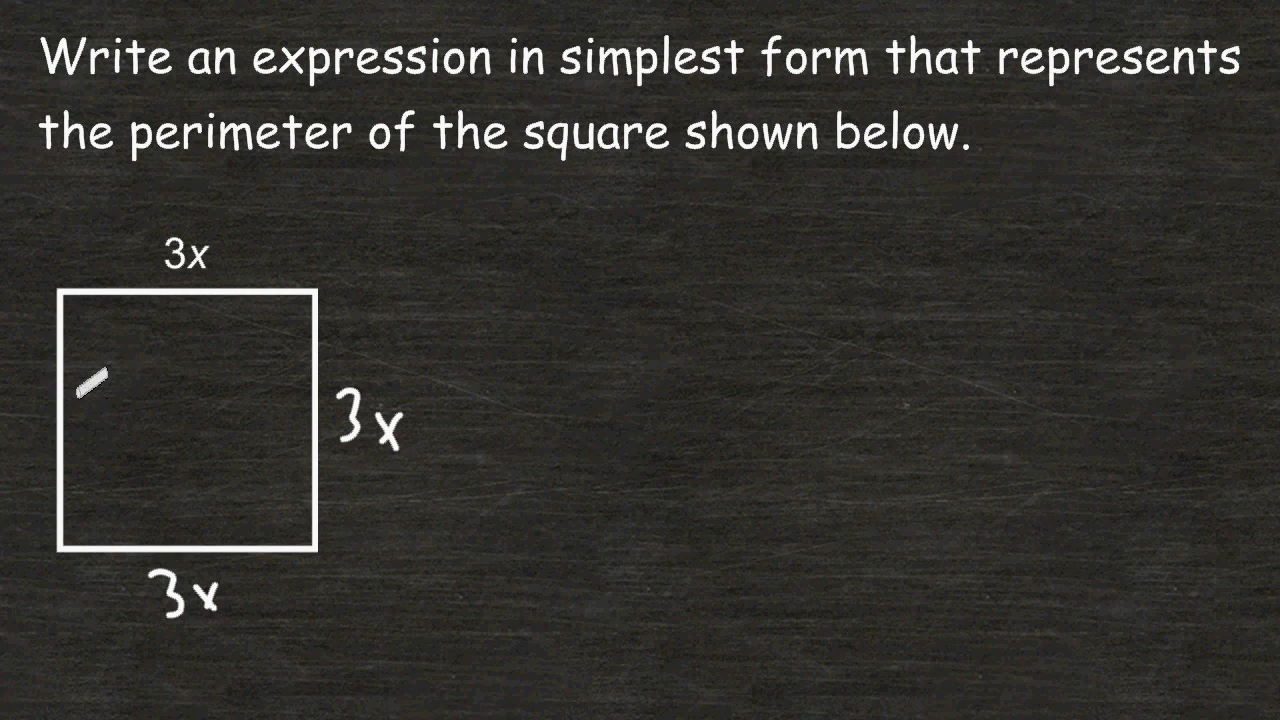 Write an expression in simplest form that represents
the perimeter of the square shown below.
3x
3x
3x